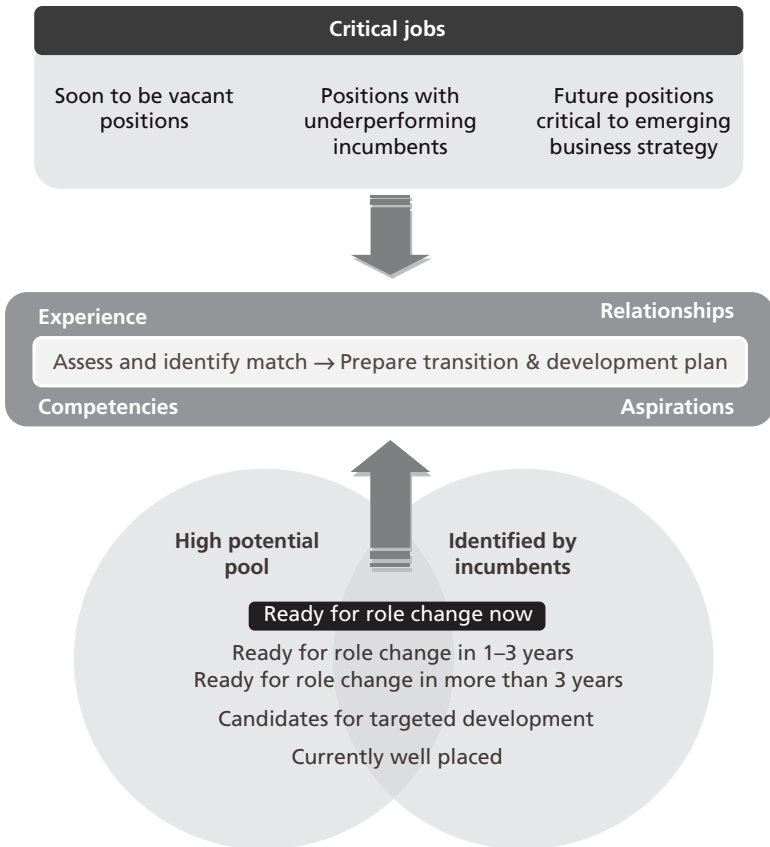 Critical jobs
Soon to be vacant
positions
Positions with
underperforming
incumbents
Future positions
critical to emerging
business strategy
Experience
Relationships
Assess and identify match → Prepare transition & development plan
Competencies
Aspirations
High potential
pool
Identified by
incumbents
Ready for role change now
Ready for role change in 1–3 years
Ready for role change in more than 3 years
Candidates for targeted development
Currently well placed